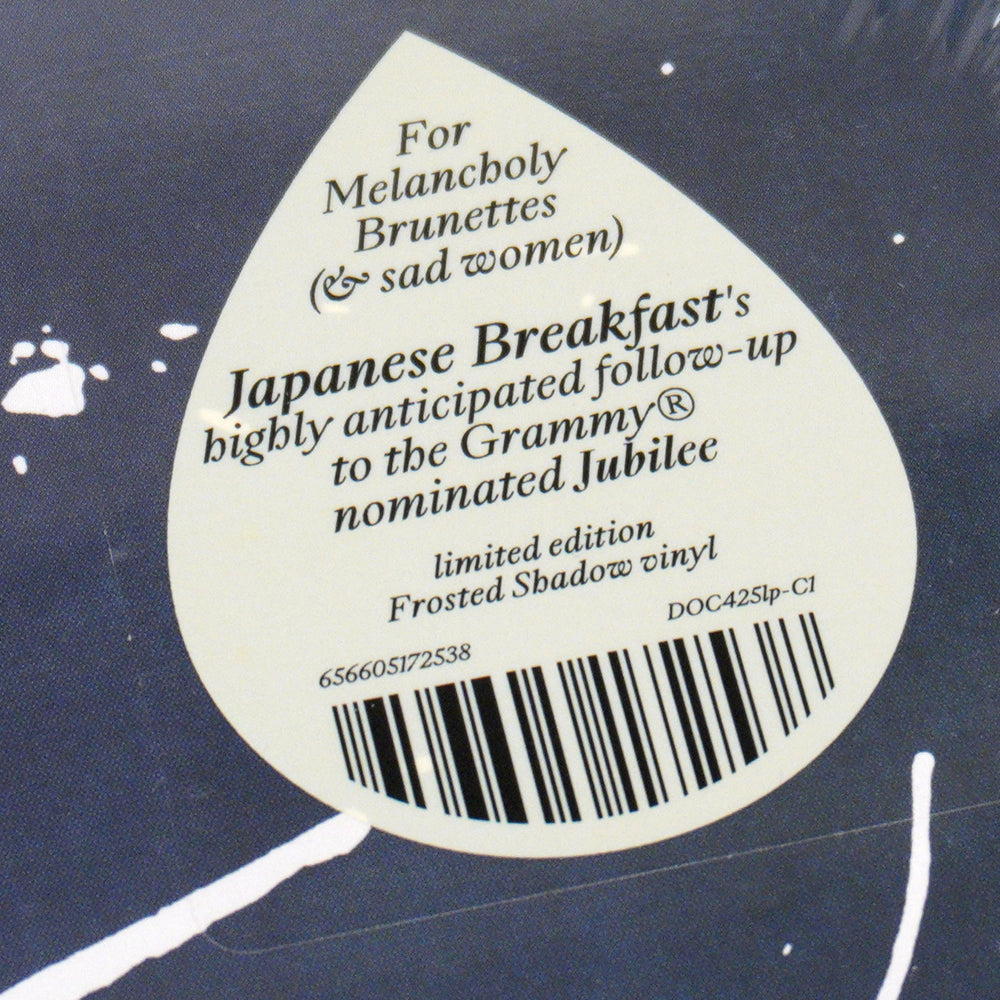 For
Melancholy
Brunettes
(& sad women)
Japanese Breakfast's
highly anticipated follow-up
to the Grammy®
nominated Jubilee
limited edition
Frosted Shadow vinyl
DOC425lp-C1
656605172538